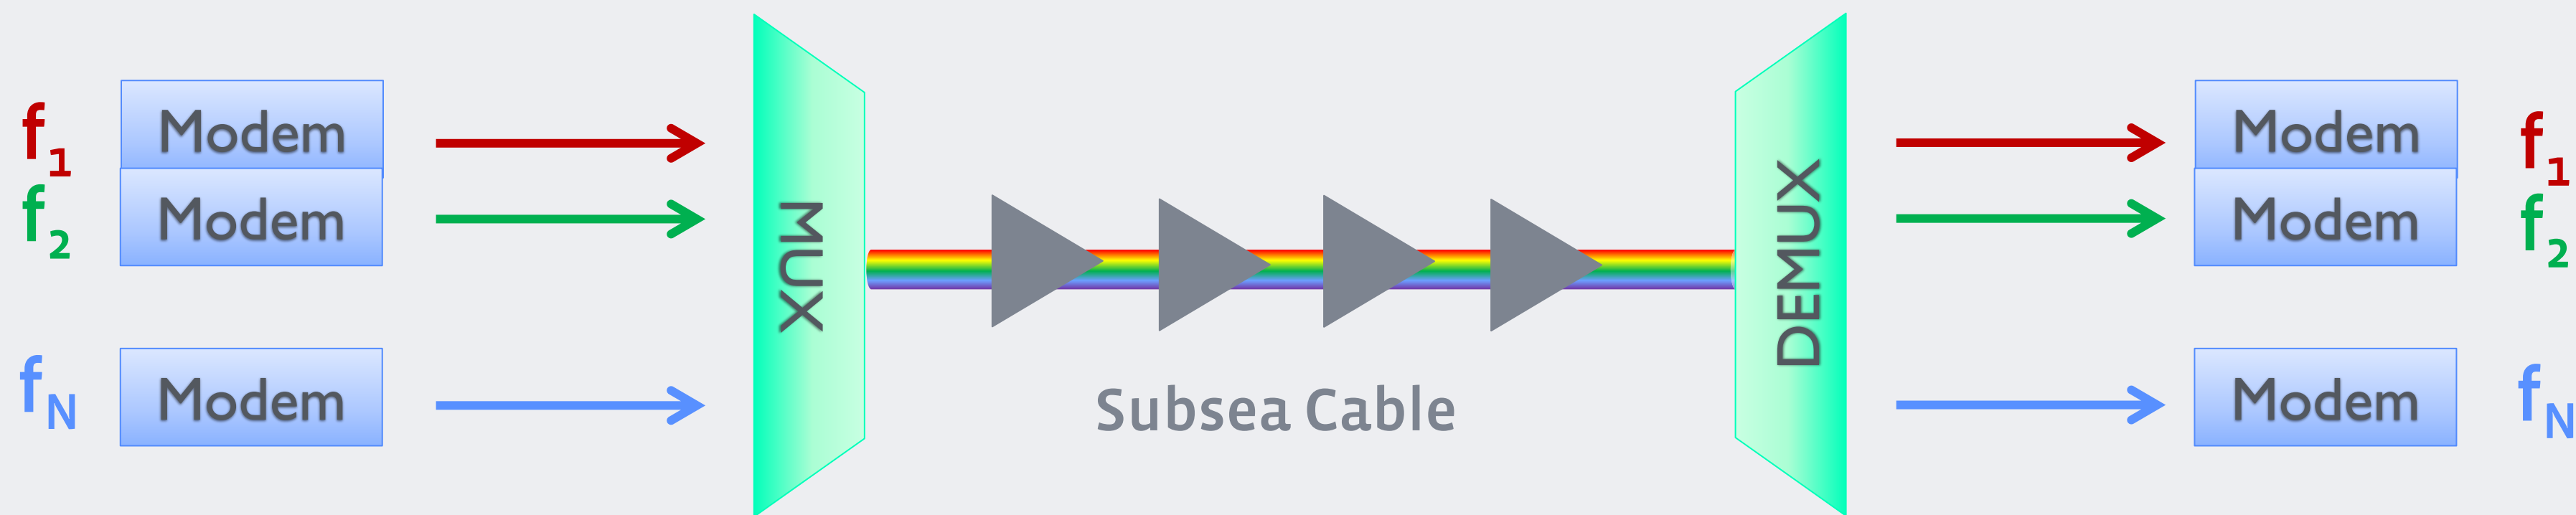 f1 Modem Modem f1
f2 Modem Modem f2
MUX DEMUX
fN Modem Modem fN
Subsea Cable